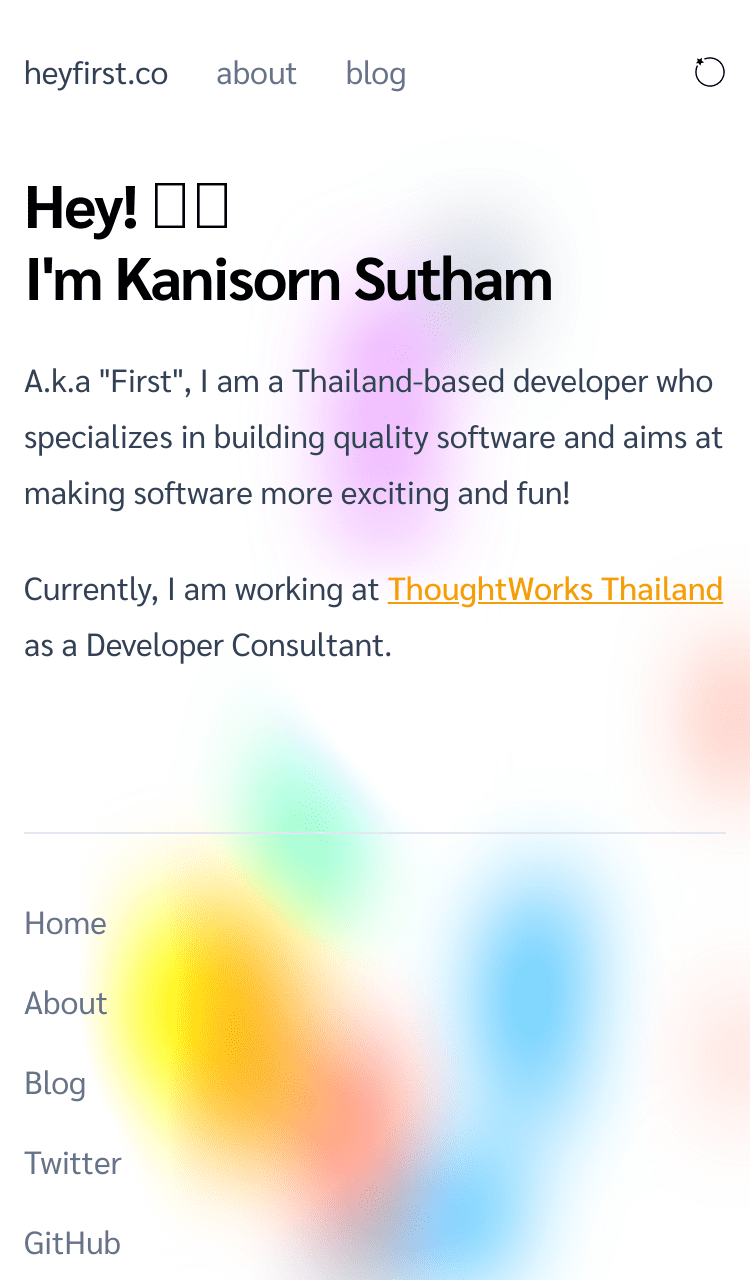 heyfirst.co about blog
Hey!
I'm Kanisorn Sutham
A.k.a "First", I am a Thailand-based developer who
specializes in building quality software and aims at
making software more exciting and fun!
Currently, I am working at ThoughtWorks Thailand
as a Developer Consultant.
Home
About
Blog
Twitter
GitHub